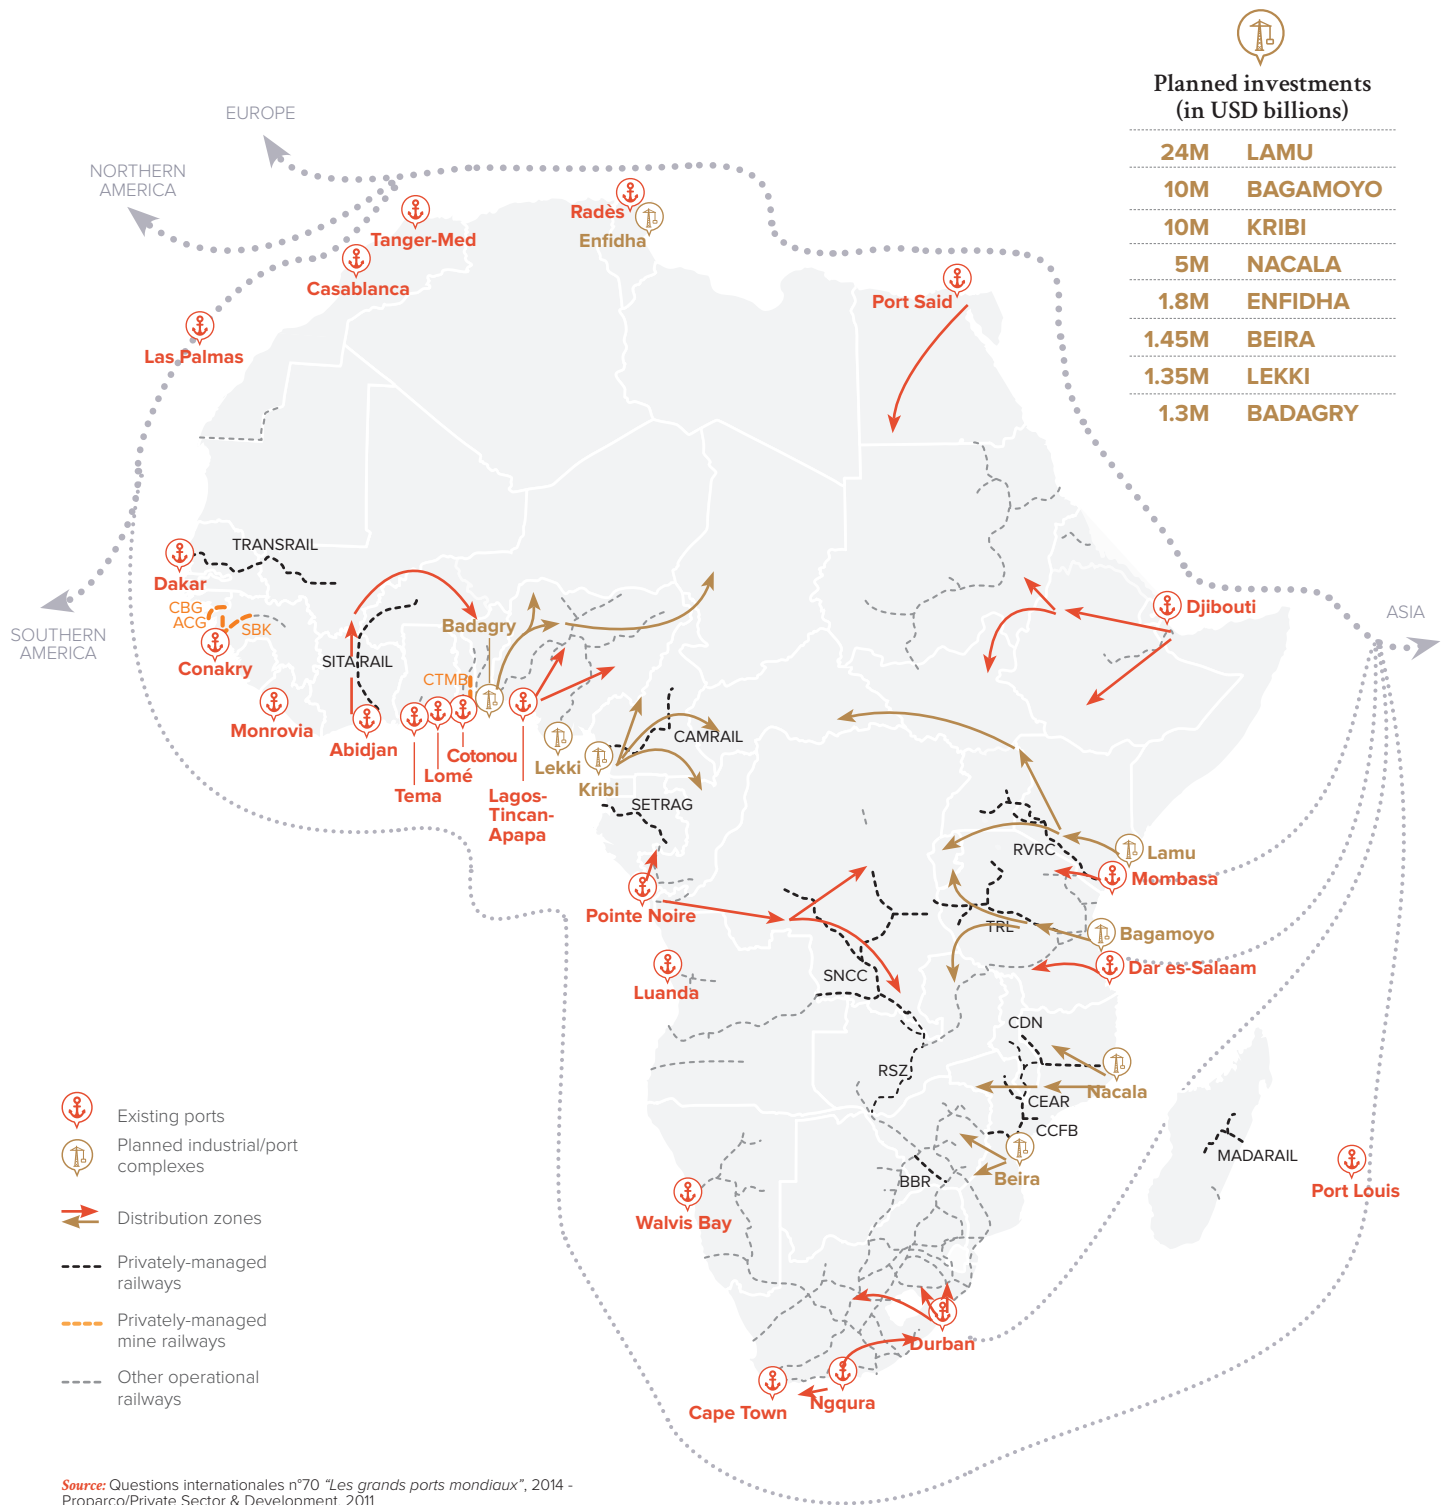 Planned investments
(in USD billions)
24M LAMU
10M BAGAMOYO
10M KRIBI
5M NACALA
1.8M ENFIDHA
1.45M BEIRA
1.35M LEKKI
1.3M BADAGRY
EUROPE
NORTHERN
AMERICA
Radès
Tanger-Med
Enfidha
Casablanca
Port Said
Las Palmas
TRANSRAIL
Dakar
CBG
ACG
SBK
Djibouti
ASIA
SOUTHERN
AMERICA
Badagry
Conakry
SITARAIL
CTMB
Monrovia
Abidjan
CAMRAIL
Cotonou
Lekki
Lomé
Kribi
Tema
Lagos-
Tincan-
Apapa
SETRAG
RVRC
Lamu
Mombasa
Pointe Noire
TRL
Bagamoyo
Dar es-Salaam
SNCC
Luanda
CDN
RSZ
Nacala
CEAR
CCFB
MADARAIL
Beira
BBR
Port Louis
Walvis Bay
Durban
Ngqura
Cape Town
Existing ports
Planned industrial/port
complexes
Distribution zones
Privately-managed
railways
Privately-managed
mine railways
Other operational
railways
Source: Questions internationales n°70 “Les grands ports mondiaux”, 2014 -
Proparco/Private Sector & Development, 2011